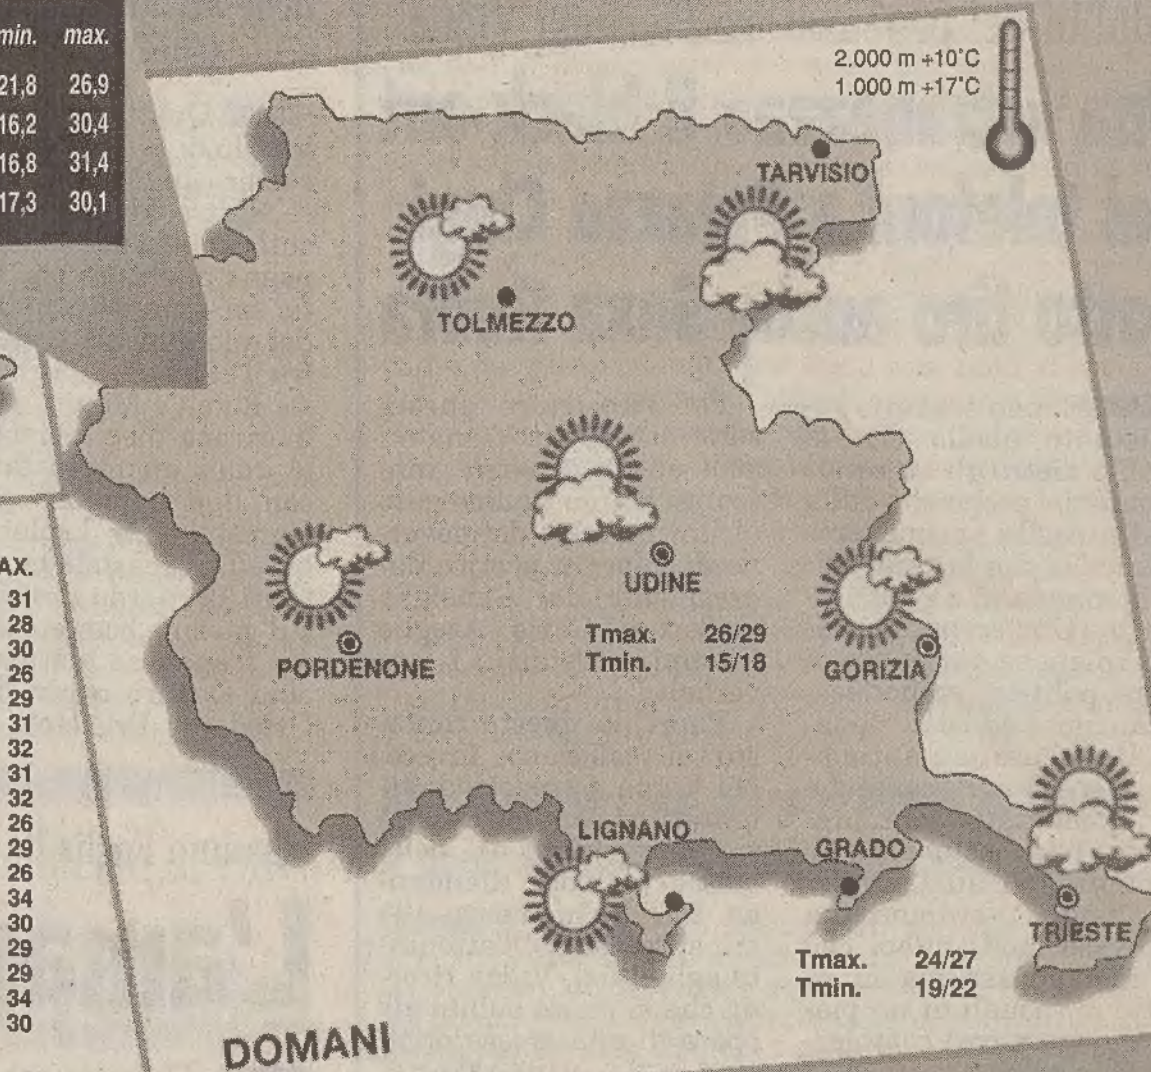 min. max.
21,8 26,9
16,2 30,4
16,8 31,4
17,3 30,1
2.000 m +10°C
1.000 m +17°C
TARVISIO
TOLMEZZO
UDINE
Tmax. 26/29
Tmin. 15/18
PORDENONE
GORIZIA
AX.
31
28
30
26
29
31
32
31
32
26
29
26
34
30
29
29
34
30
LIGNANO
GRADO
TRIESTE
Tmax. 24/27
Tmin. 19/22
DOMANI